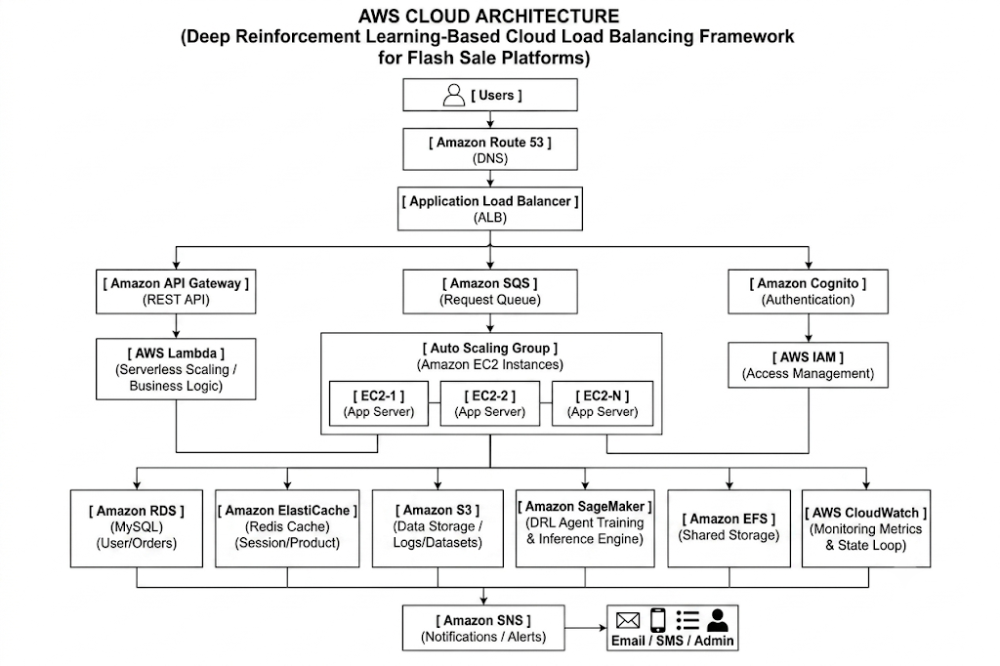 AWS CLOUD ARCHITECTURE
(Deep Reinforcement Learning-Based Cloud Load Balancing Framework
for Flash Sale Platforms)
[ Users ]
[ Amazon Route 53 ]
(DNS)
[ Application Load Balancer ]
(ALB)
[ Amazon API Gateway ]
(REST API)
[ Amazon SQS ]
(Request Queue)
[ Amazon Cognito ]
(Authentication)
[ AWS Lambda ]
(Serverless Scaling /
Business Logic)
[ Auto Scaling Group ]
(Amazon EC2 Instances)
[ EC2-1 ]
(App Server)
[ EC2-2 ]
(App Server)
[ EC2-N ]
(App Server)
[ AWS IAM ]
(Access Management)
[ Amazon RDS ]
(MySQL)
(User/Orders)
[ Amazon ElastiCache ]
(Redis Cache)
(Session/Product)
[ Amazon S3 ]
(Data Storage /
Logs/Datasets)
[ Amazon SageMaker ]
(DRL Agent Training
& Inference Engine)
[ Amazon EFS ]
(Shared Storage)
[ AWS CloudWatch ]
(Monitoring Metrics
& State Loop)
[ Amazon SNS ]
(Notifications / Alerts)
Email / SMS / Admin